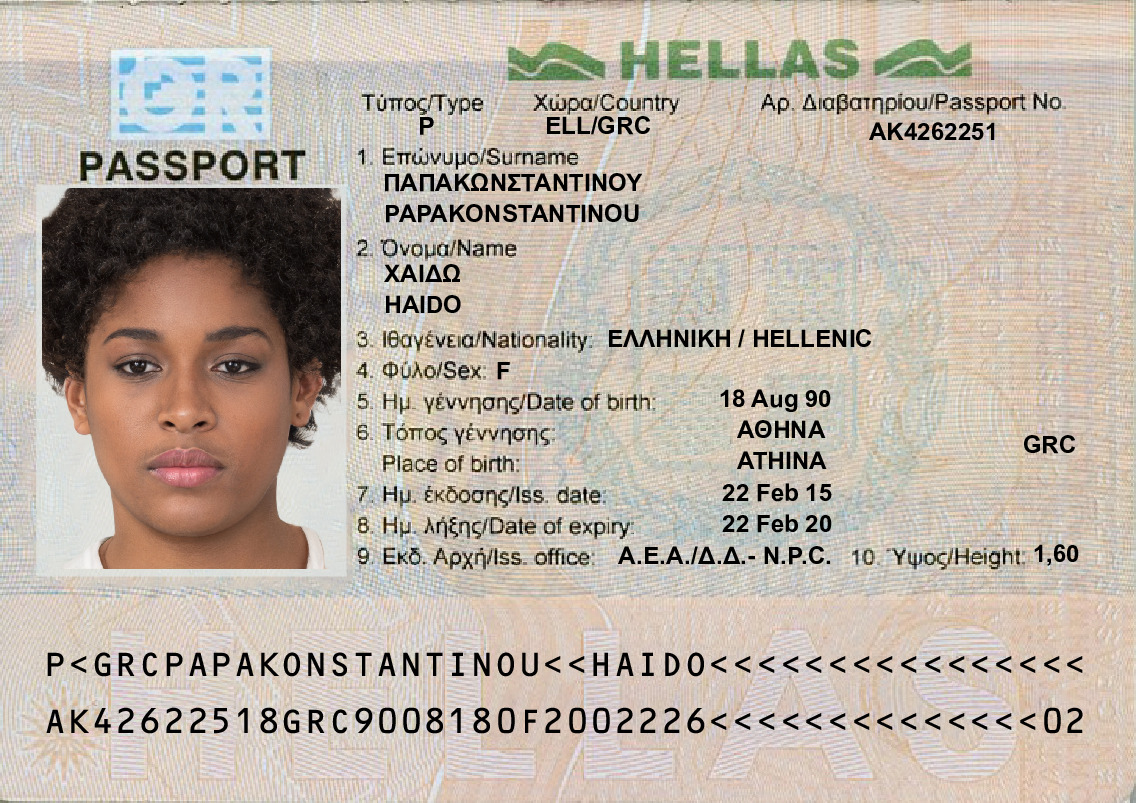 GR
HELLAS
PASSPORT
Τύπος/Type Χώρα/Country Αρ. Διαβατηρίου/Passport No.
P ELL/GRC AK4262251
1. Επώνυμο/Surname
ΠΑΠΑΚΩΝΣΤΑΝΤΙΝΟΥ
PAPAKONSTANTINOU
2. Όνομα/Name
ΧΑΙΔΩ
HAIDO
3. Ιθαγένεια/Nationality: ΕΛΛΗΝΙΚΗ / HELLENIC
4. Φύλο/Sex: F
5. Ημ. γέννησης/Date of birth: 18 Aug 90
6. Τόπος γέννησης: ΑΘΗΝΑ
Place of birth: ATHINA GRC
7. Ημ. έκδοσης/Iss. date: 22 Feb 15
8. Ημ. λήξης/Date of expiry: 22 Feb 20
9. Εκδ. Αρχή/Iss. office: Α.Ε.Α./Δ.Δ.- N.P.C. 10. Ύψος/Height: 1,60
HELLAS
P<GRCPAPAKONSTANTINOU<<HAIDO<<<<<<<<<<<<<<<<
AK42622518GRC9008180F2002226<<<<<<<<<<<<<<02